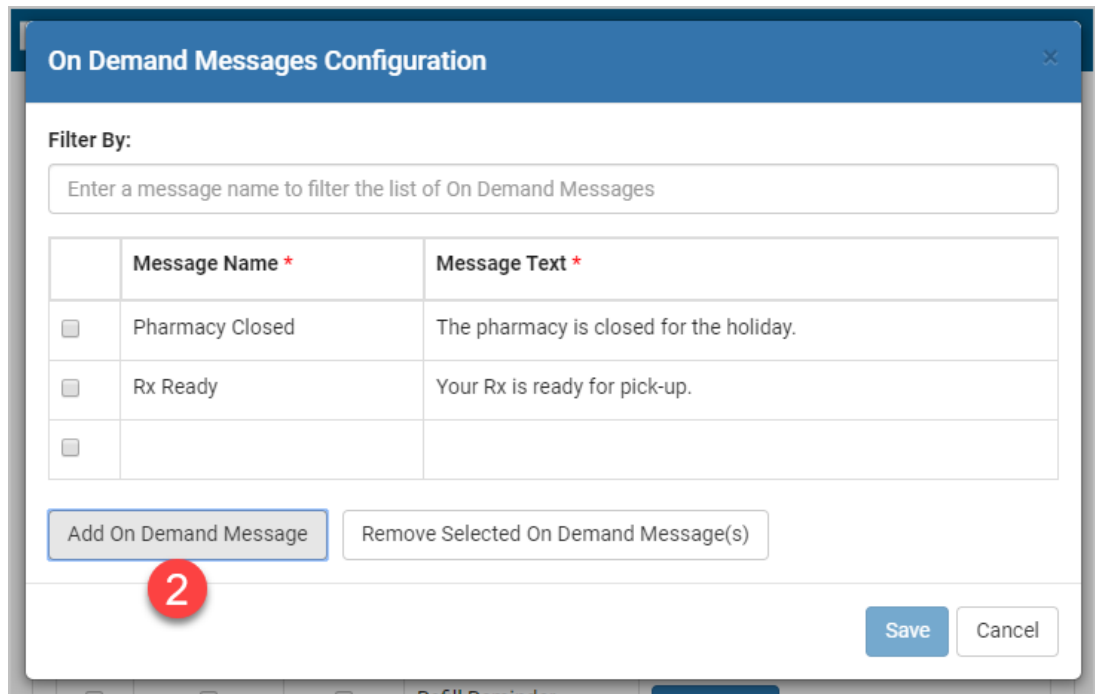 On Demand Messages Configuration ×
Filter By:
Enter a message name to filter the list of On Demand Messages
Message Name * Message Text *
Pharmacy Closed The pharmacy is closed for the holiday.
Rx Ready Your Rx is ready for pick-up.
Add On Demand Message Remove Selected On Demand Message(s)
2
Save Cancel